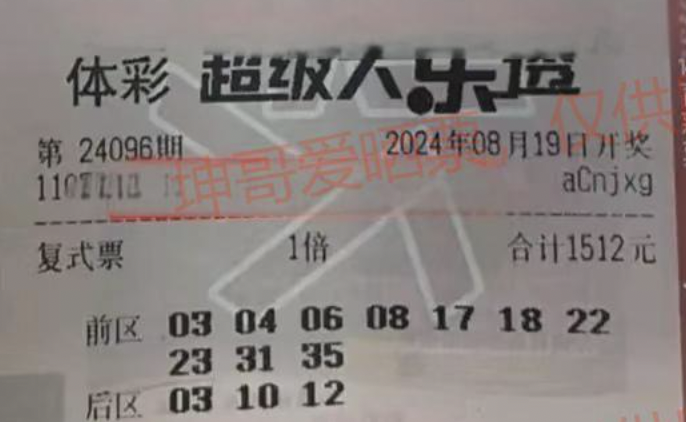 体彩 超级大乐透
第 24096期 2024年08月19日开奖
110 aCnjxg
坤哥爱晒票 仅供
复式票 1倍 合计1512元
前区 03 04 06 08 17 18 22
23 31 35
后区 03 10 12